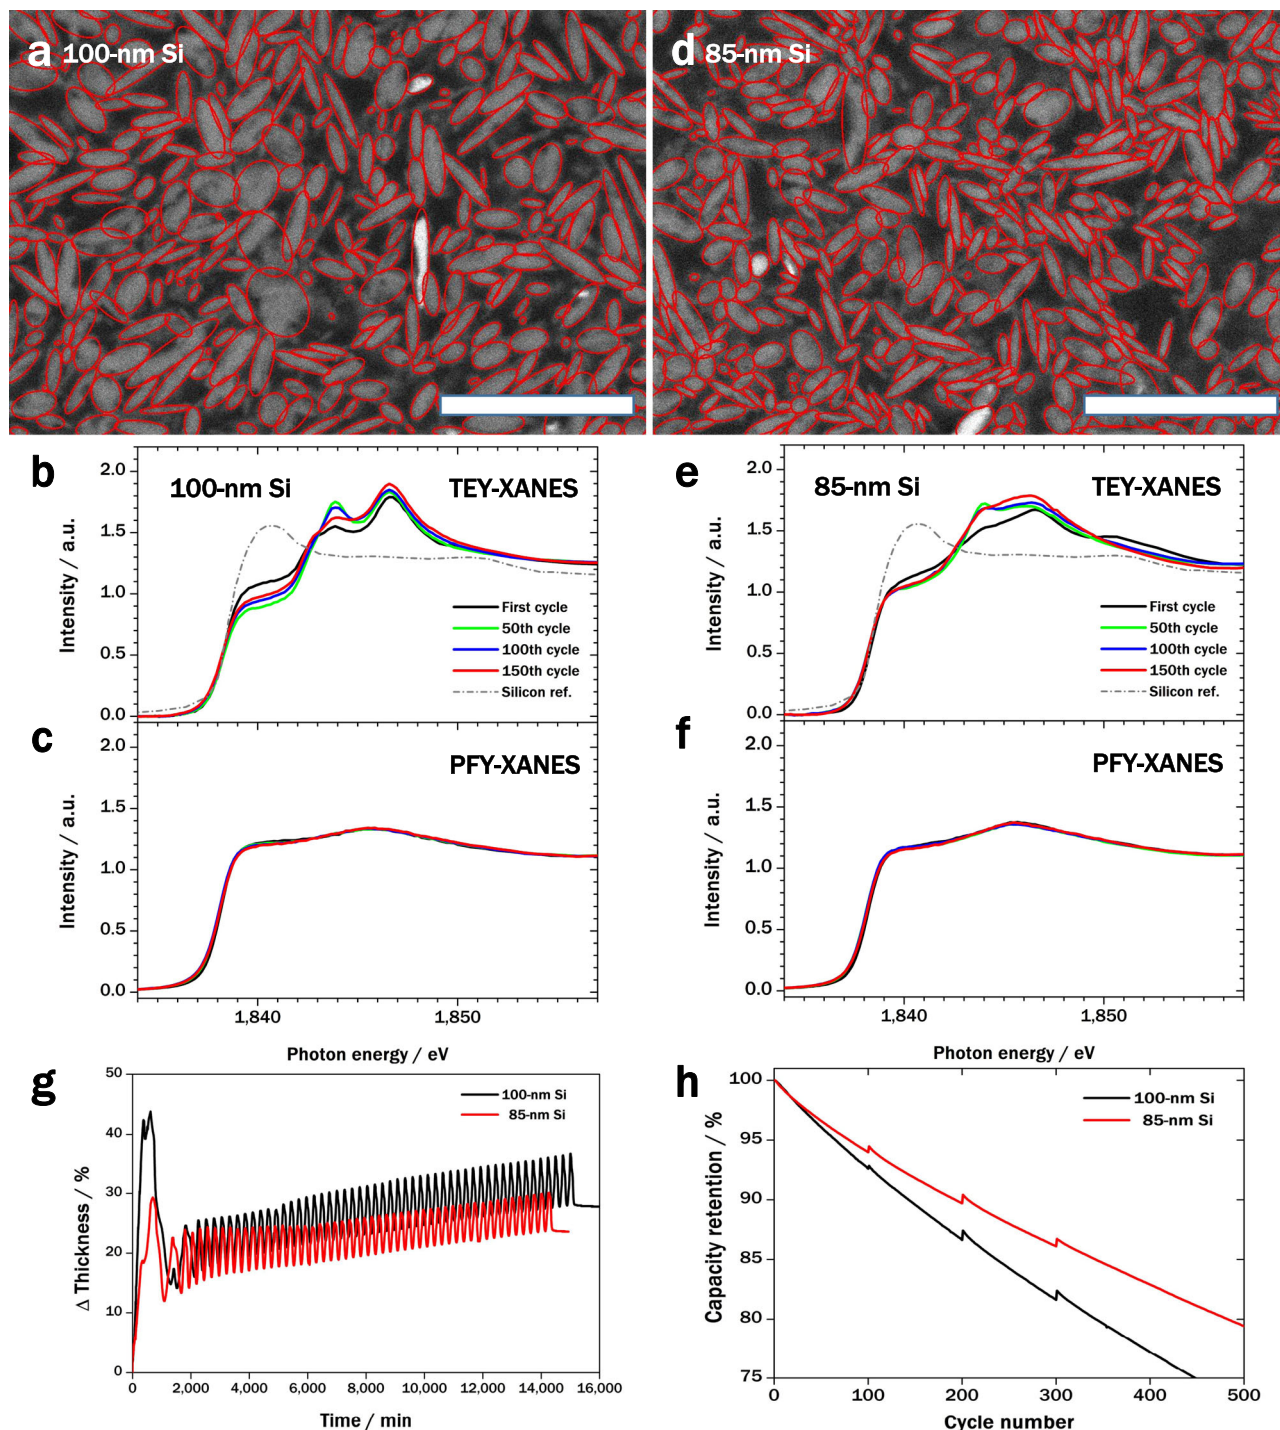 a 100-nm Si
d 85-nm Si
b
100-nm Si
TEY-XANES
2.0
1.5
1.0
0.5
0.0
Intensity / a.u.
First cycle
50th cycle
100th cycle
150th cycle
Silicon ref.
e
85-nm Si
TEY-XANES
2.0
1.5
1.0
0.5
0.0
Intensity / a.u.
First cycle
50th cycle
100th cycle
150th cycle
Silicon ref.
c
PFY-XANES
2.0
1.5
1.0
0.5
0.0
Intensity / a.u.
1,840
1,850
Photon energy / eV
f
PFY-XANES
2.0
1.5
1.0
0.5
0.0
Intensity / a.u.
1,840
1,850
Photon energy / eV
g
50
40
30
20
10
0
Δ Thickness / %
100-nm Si
85-nm Si
0 2,000 4,000 6,000 8,000 10,000 12,000 14,000 16,000
Time / min
h
100
95
90
85
80
75
Capacity retention / %
100-nm Si
85-nm Si
0 100 200 300 400 500
Cycle number